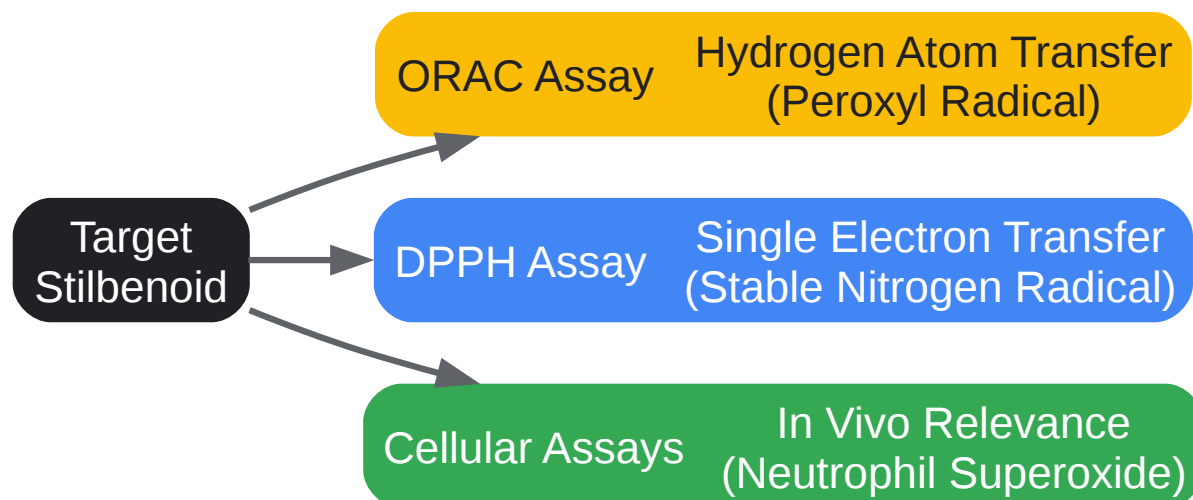 Target
Stilbenoid
ORAC Assay
Hydrogen Atom Transfer
(Peroxyl Radical)
DPPH Assay
Single Electron Transfer
(Stable Nitrogen Radical)
Cellular Assays
In Vivo Relevance
(Neutrophil Superoxide)